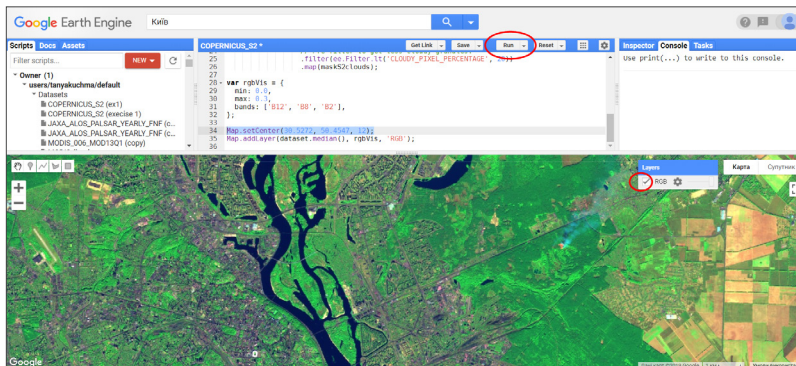 Google Earth Engine
Київ
Scripts Docs Assets
COPERNICUS_S2 *
Get Link
Save
Run
Reset
Inspector Console Tasks
Filter scripts...
NEW
Use print(...) to write to this console.
Owner (1)
users/tanyakuchma/default
Datasets
COPERNICUS_S2 (ex1)
COPERNICUS_S2 (execise 1)
JAXA_ALOS_PALSAR_YEARLY_FNF (c...
JAXA_ALOS_PALSAR_YEARLY_FNF (c...
MODIS_006_MOD13Q1 (copy)
25 .filter(ee.Filter.lt('CLOUDY_PIXEL_PERCENTAGE', 20))
26 .map(maskS2clouds);
27
28 var rgbVis = {
29 min: 0.0,
30 max: 0.3,
31 bands: ['B12', 'B8', 'B2'],
32 };
33
34 Map.setCenter(30.5272, 50.4547, 12);
35 Map.addLayer(dataset.median(), rgbVis, 'RGB');
36
Layers
RGB
Карта
Супутник
Google